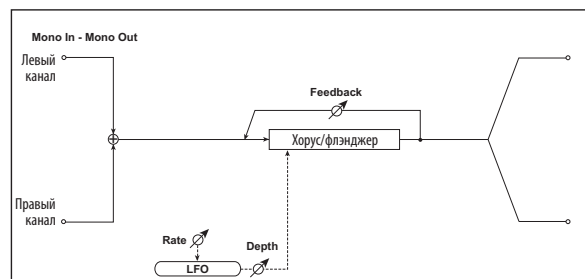 Mono In - Mono Out
Левый
канал
Feedback
Хорус/флэнджер
Правый
канал
Rate
Depth
LFO